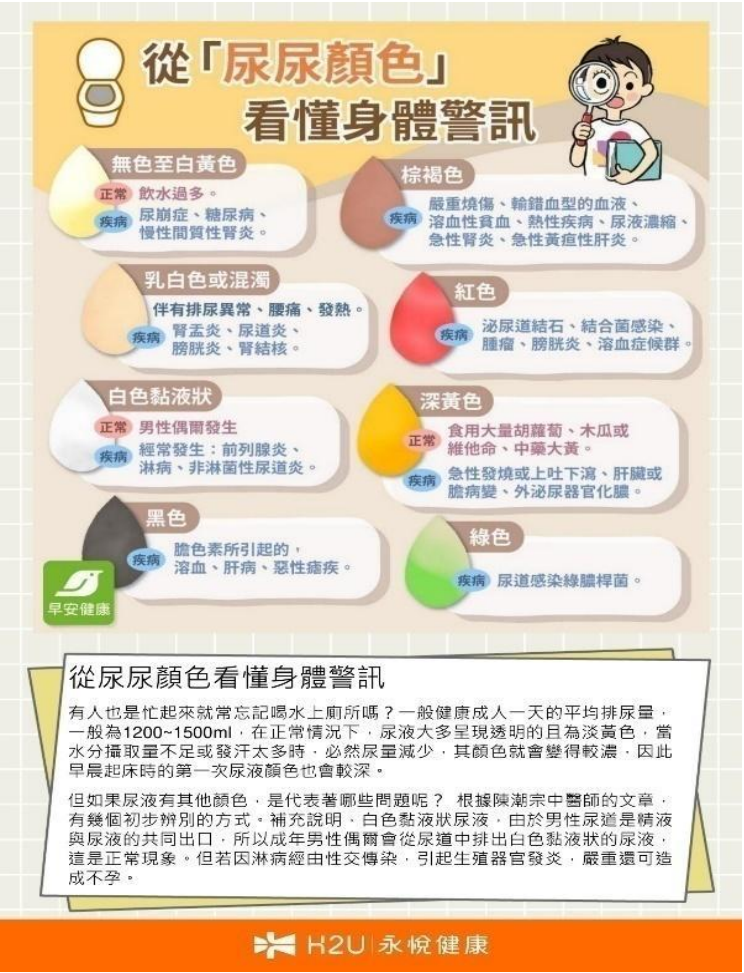 從「尿尿顏色」
看懂身體警訊
無色至白黃色
正常 飲水過多。
疾病 尿崩症、糖尿病、
慢性間質性腎炎。
棕褐色
疾病 嚴重燒傷、輸錯血型的血液、
溶血性貧血、熱性疾病、尿液濃縮、
急性腎炎、急性黃疸性肝炎。
乳白色或混濁
伴有排尿異常、腰痛、發熱。
疾病 腎盂炎、尿道炎、
膀胱炎、腎結核。
紅色
疾病 泌尿道結石、結合菌感染、
腫瘤、膀胱炎、溶血症候群。
白色黏液狀
正常 男性偶爾發生
疾病 經常發生：前列腺炎、
淋病、非淋菌性尿道炎。
深黃色
正常 食用大量胡蘿蔔、木瓜或
維他命、中藥大黃。
疾病 急性發燒或上吐下瀉、肝臟或
膽病變、外泌尿器官化膿。
黑色
疾病 膽色素所引起的，
溶血、肝病、惡性瘧疾。
綠色
疾病 尿道感染綠膿桿菌。
早安健康
從尿尿顏色看懂身體警訊
有人也是忙起來就常忘記喝水上廁所嗎？一般健康成人一天的平均排尿量，
一般為1200~1500ml，在正常情況下，尿液大多呈現透明的且為淡黃色，當
水分攝取量不足或發汗太多時，必然尿量減少，其顏色就會變得較濃，因此
早晨起床時的第一次尿液顏色也會較深。
但如果尿液有其他顏色，是代表著哪些問題呢？ 根據陳潮宗中醫師的文章，
有幾個初步辨別的方式。補充說明，白色黏液狀尿液，由於男性尿道是精液
與尿液的共同出口，所以成年男性偶爾會從尿道中排出白色黏液狀的尿液，
這是正常現象。但若因淋病經由性交傳染，引起生殖器官發炎，嚴重還可造
成不孕。
H2U 永悅健康